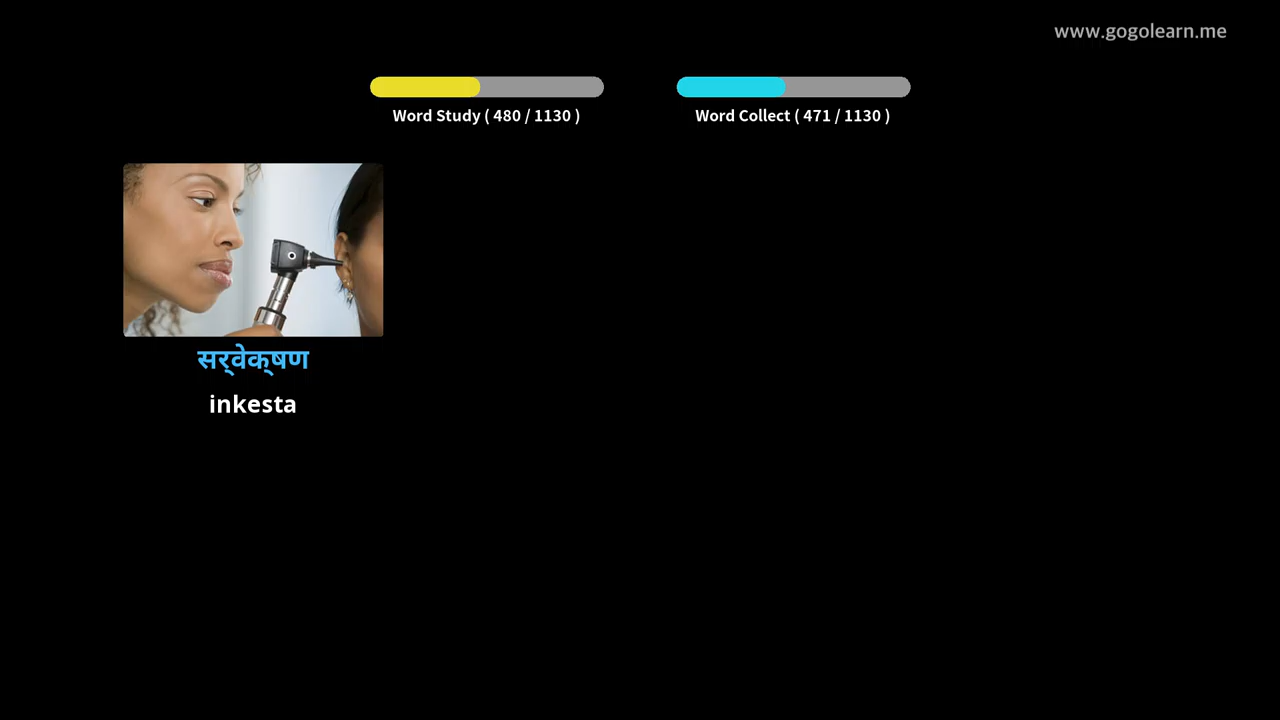 www.gogolearn.me
Word Study ( 480 / 1130 )
Word Collect ( 471 / 1130 )
सर्वेक्षण
inkesta